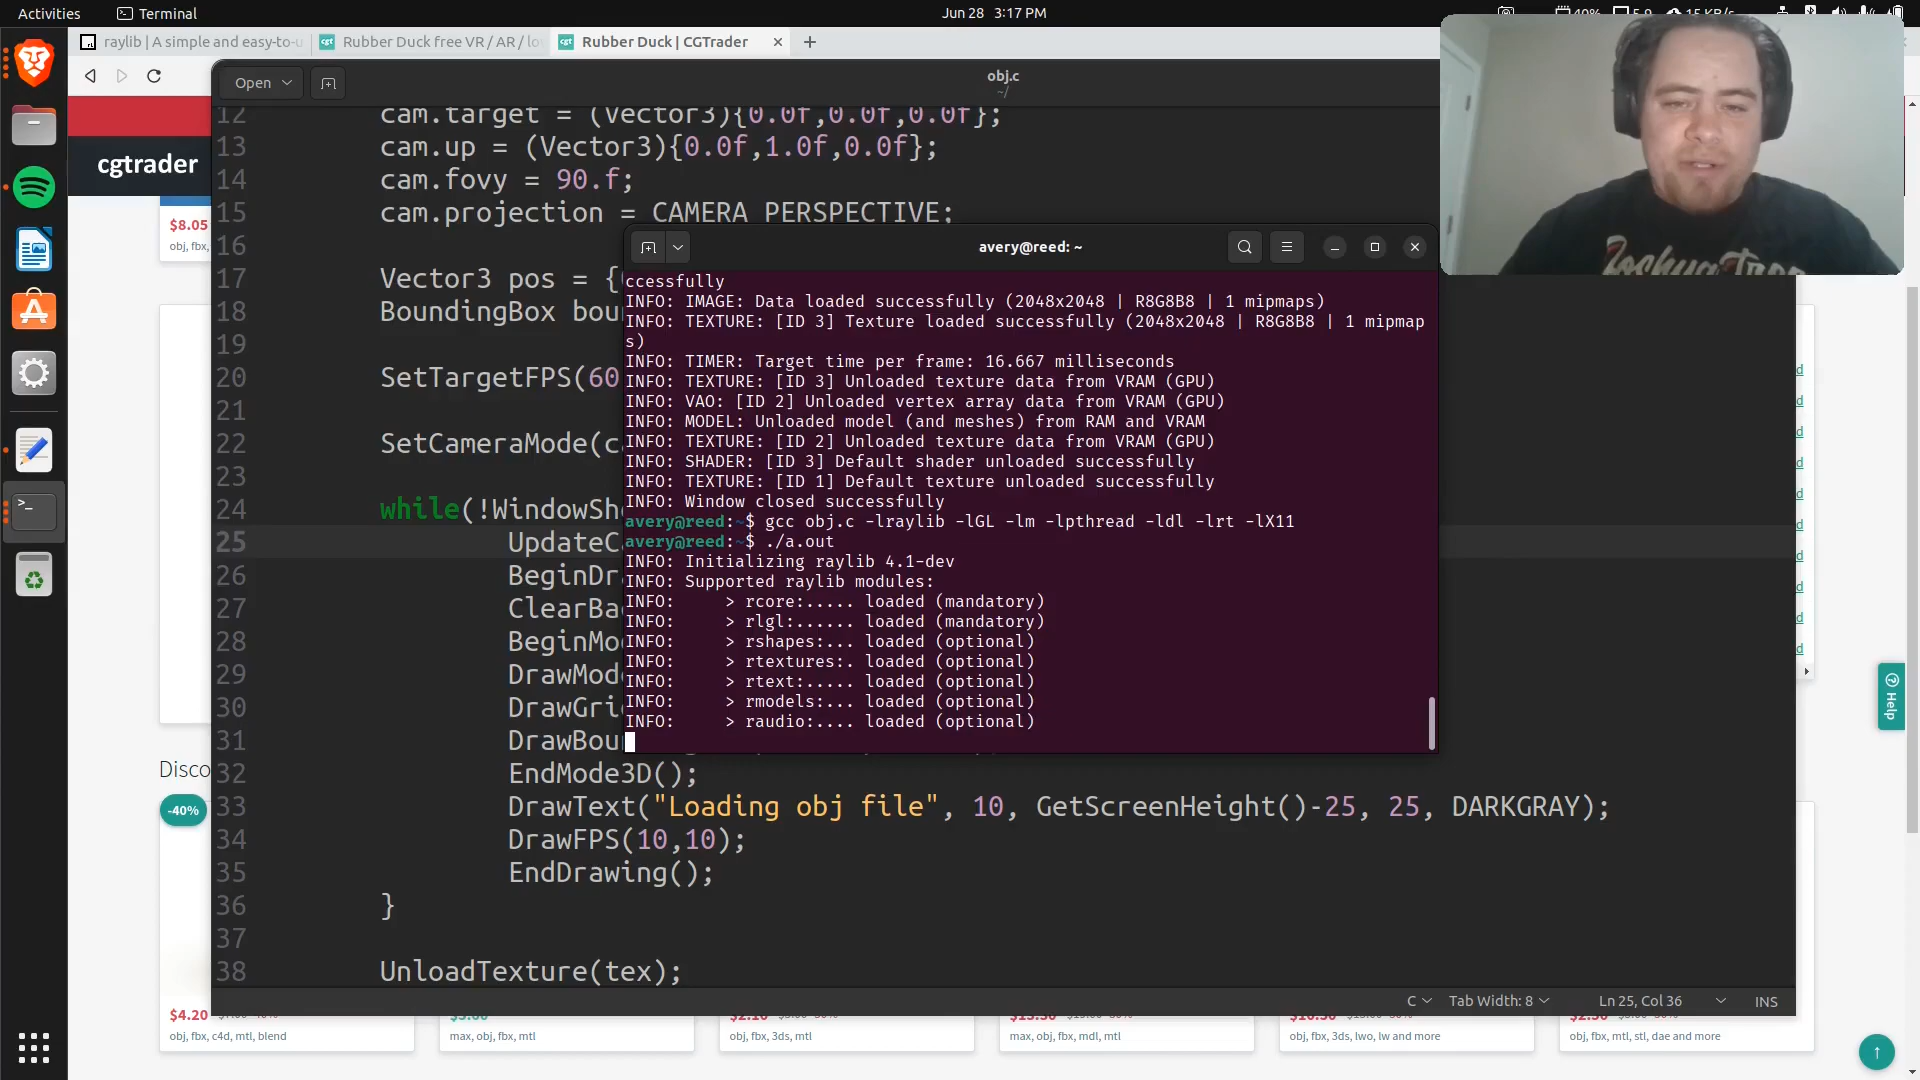 Activities
Terminal
Jun 28 3:17 PM
raylib | A simple and easy-to-u
Rubber Duck free VR / AR / lo
Rubber Duck | CGTrader
cgtrader
$8.05
obj, fbx,
Open
obj.c
~/
12 cam.target = (Vector3){0.0f,0.0f,0.0f};
13 cam.up = (Vector3){0.0f,1.0f,0.0f};
14 cam.fovy = 90.f;
15 cam.projection = CAMERA_PERSPECTIVE;
16
17 Vector3 pos = {
18 BoundingBox bou
19
20 SetTargetFPS(60
21
22 SetCameraMode(c
23
24 while(!WindowSh
25 UpdateC
26 BeginDr
27 ClearBa
28 BeginMo
29 DrawMod
30 DrawGri
31 DrawBou
32 EndMode3D();
33 DrawText("Loading obj file", 10, GetScreenHeight()-25, 25, DARKGRAY);
34 DrawFPS(10,10);
35 EndDrawing();
36 }
37
38 UnloadTexture(tex);
C
Tab Width: 8
Ln 25, Col 36
INS
avery@reed: ~
ccessfully
INFO: IMAGE: Data loaded successfully (2048x2048 | R8G8B8 | 1 mipmaps)
INFO: TEXTURE: [ID 3] Texture loaded successfully (2048x2048 | R8G8B8 | 1 mipmap
s)
INFO: TIMER: Target time per frame: 16.667 milliseconds
INFO: TEXTURE: [ID 3] Unloaded texture data from VRAM (GPU)
INFO: VAO: [ID 2] Unloaded vertex array data from VRAM (GPU)
INFO: MODEL: Unloaded model (and meshes) from RAM and VRAM
INFO: TEXTURE: [ID 2] Unloaded texture data from VRAM (GPU)
INFO: SHADER: [ID 3] Default shader unloaded successfully
INFO: TEXTURE: [ID 1] Default texture unloaded successfully
INFO: Window closed successfully
avery@reed:~$ gcc obj.c -lraylib -lGL -lm -lpthread -ldl -lrt -lX11
avery@reed:~$ ./a.out
INFO: Initializing raylib 4.1-dev
INFO: Supported raylib modules:
INFO:     > rcore:..... loaded (mandatory)
INFO:     > rlgl:...... loaded (mandatory)
INFO:     > rshapes:... loaded (optional)
INFO:     > rtextures:. loaded (optional)
INFO:     > rtext:..... loaded (optional)
INFO:     > rmodels:... loaded (optional)
INFO:     > raudio:.... loaded (optional)
Help
Disco
-40%
$4.20
obj, fbx, c4d, mtl, blend
max, obj, fbx, mtl
obj, fbx, 3ds, mtl
max, obj, fbx, mdl, mtl
obj, fbx, 3ds, lwo, lw and more
obj, fbx, mtl, stl, dae and more